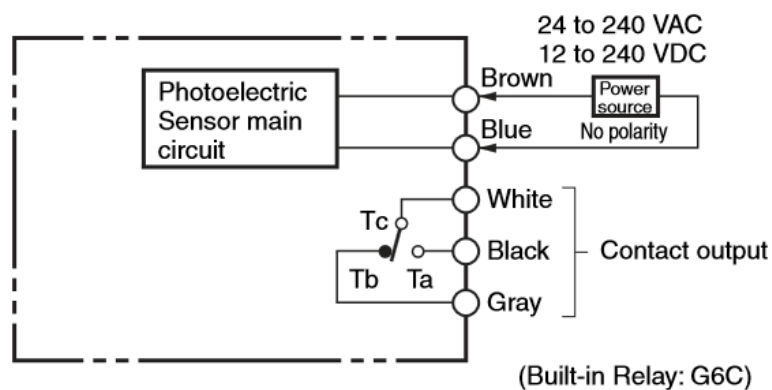 24 to 240 VAC
12 to 240 VDC
Photoelectric
Sensor main
circuit
Brown
Power
source
Blue
No polarity
White
Tc
Black
Contact output
Tb
Ta
Gray
(Built-in Relay: G6C)